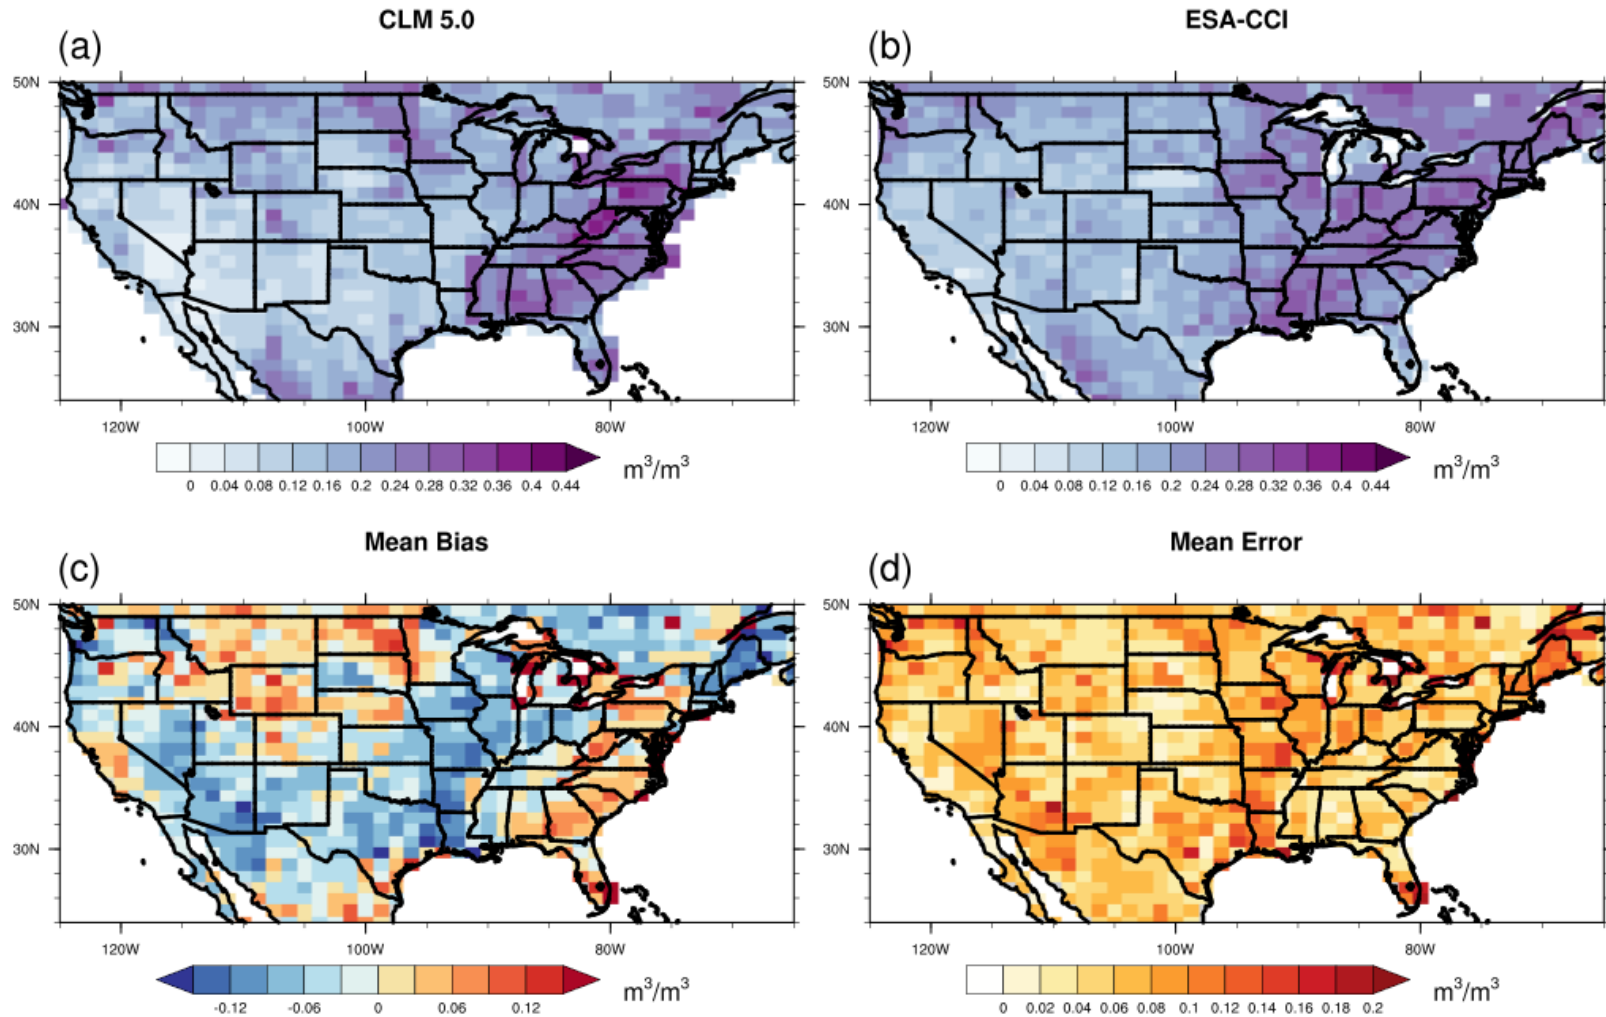 CLM 5.0
ESA-CCI
(a)
(b)
50N
40N
30N
120W 100W 80W
0 0.04 0.08 0.12 0.16 0.2 0.24 0.28 0.32 0.36 0.4 0.44
m³/m³
50N
40N
30N
120W 100W 80W
0 0.04 0.08 0.12 0.16 0.2 0.24 0.28 0.32 0.36 0.4 0.44
m³/m³
Mean Bias
Mean Error
(c)
(d)
50N
40N
30N
120W 100W 80W
-0.12 -0.06 0 0.06 0.12
m³/m³
50N
40N
30N
120W 100W 80W
0 0.02 0.04 0.06 0.08 0.1 0.12 0.14 0.16 0.18 0.2
m³/m³